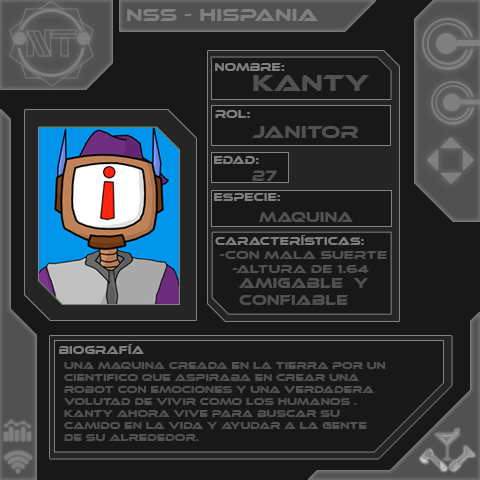 NT
NSS - HISPANIA
NOMBRE:
KANTY
ROL:
JANITOR
EDAD:
27
ESPECIE:
MAQUINA
CARACTERÍSTICAS:
-CON MALA SUERTE
-ALTURA DE 1.64
AMIGABLE Y
CONFIABLE
i
BIOGRAFÍA
UNA MAQUINA CREADA EN LA TIERRA POR UN
CIENTIFICO QUE ASPIRABA EN CREAR UNA
ROBOT CON EMOCIONES Y UNA VERDADERA
VOLUTAD DE VIVIR COMO LOS HUMANOS .
KANTY AHORA VIVE PARA BUSCAR SU
CAMIDO EN LA VIDA Y AYUDAR A LA GENTE
DE SU ALREDEDOR.